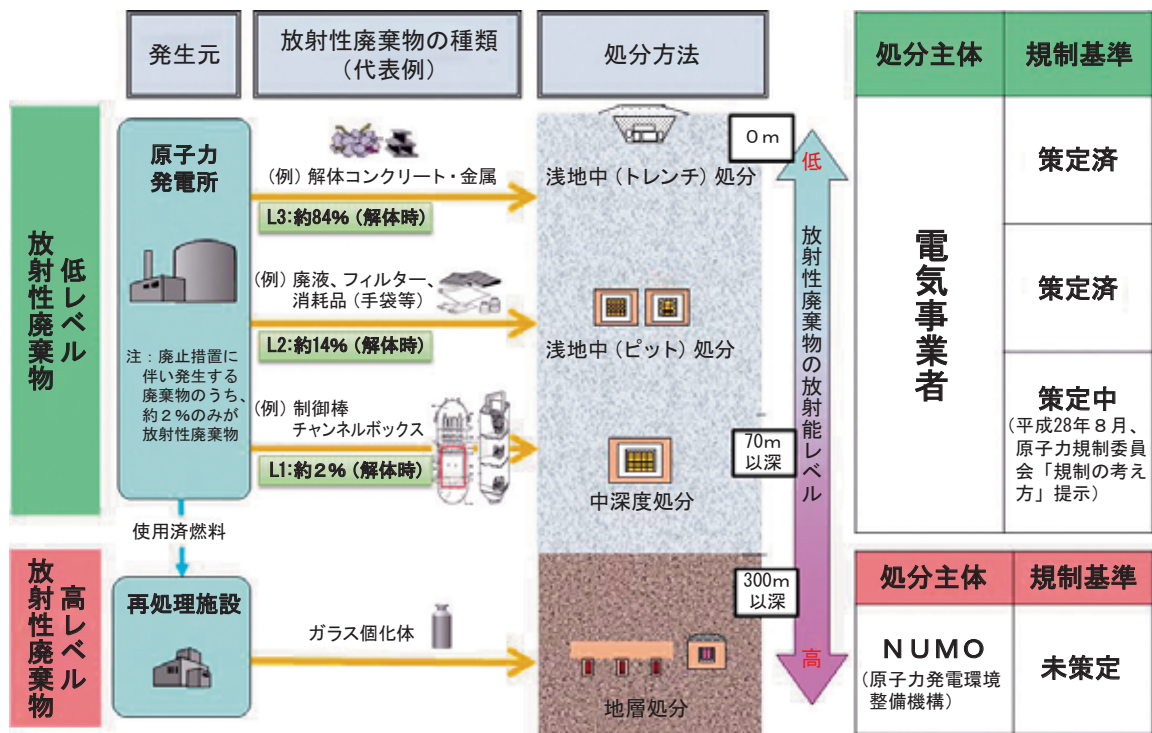 発生元
放射性廃棄物の種類
(代表例)
処分方法
処分主体
規制基準
低レベル
放射性廃棄物
原子力
発電所
注：廃止措置に
伴い発生する
廃棄物のうち、
約２％のみが
放射性廃棄物
(例) 解体コンクリート・金属
L3:約84% (解体時)
(例) 廃液、フィルター、
消耗品 (手袋等)
L2:約14% (解体時)
(例) 制御棒
チャンネルボックス
L1:約２% (解体時)
浅地中 (トレンチ) 処分
浅地中 (ピット) 処分
中深度処分
０ｍ
70m
以深
300m
以深
低
放射性廃棄物の放射能レベル
高
電気事業者
策定済
策定済
策定中
(平成28年８月、
原子力規制委員
会「規制の考え
方」提示)
使用済燃料
高レベル
放射性廃棄物
再処理施設
ガラス個化体
地層処分
処分主体
規制基準
ＮＵＭＯ
(原子力発電環境
整備機構)
未策定